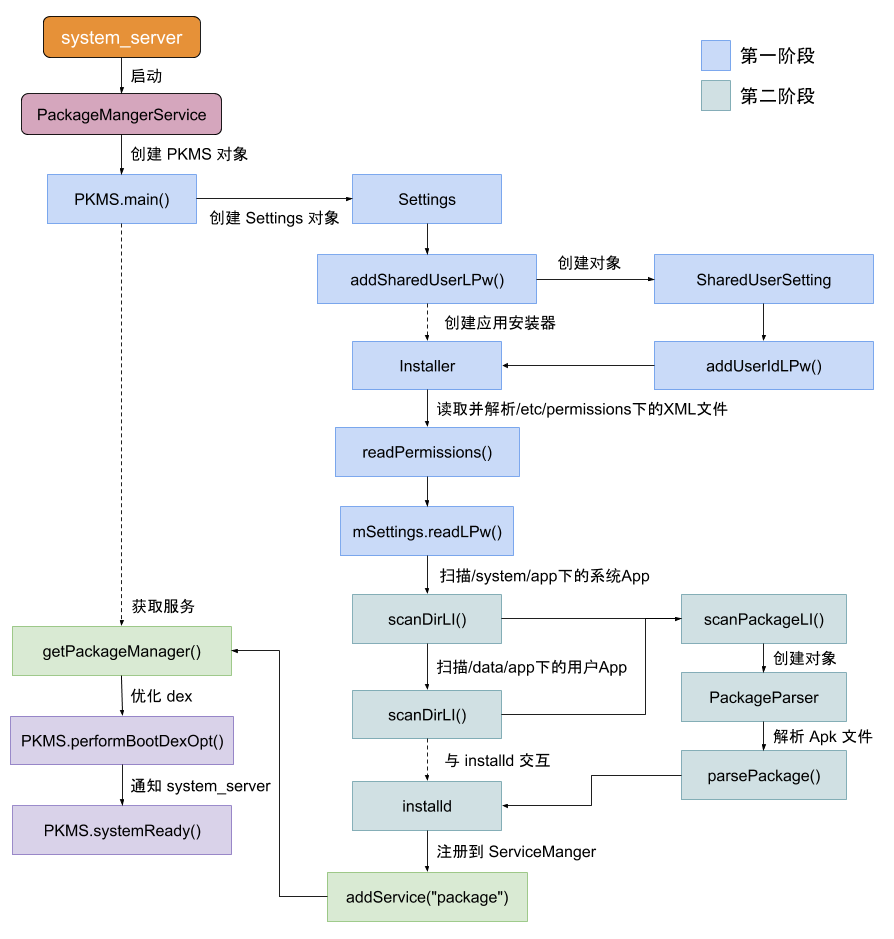 system_server
第一阶段
第二阶段
启动
PackageMangerService
创建 PKMS 对象
PKMS.main()
创建 Settings 对象
Settings
addSharedUserLPw()
创建对象
SharedUserSetting
创建应用安装器
Installer
addUserIdLPw()
读取并解析/etc/permissions下的XML文件
readPermissions()
mSettings.readLPw()
扫描/system/app下的系统App
获取服务
scanDirLI()
scanPackageLI()
getPackageManager()
扫描/data/app下的用户App
创建对象
优化 dex
PackageParser
scanDirLI()
PKMS.performBootDexOpt()
解析 Apk 文件
与 installd 交互
parsePackage()
通知 system_server
installd
PKMS.systemReady()
注册到 ServiceManger
addService("package")